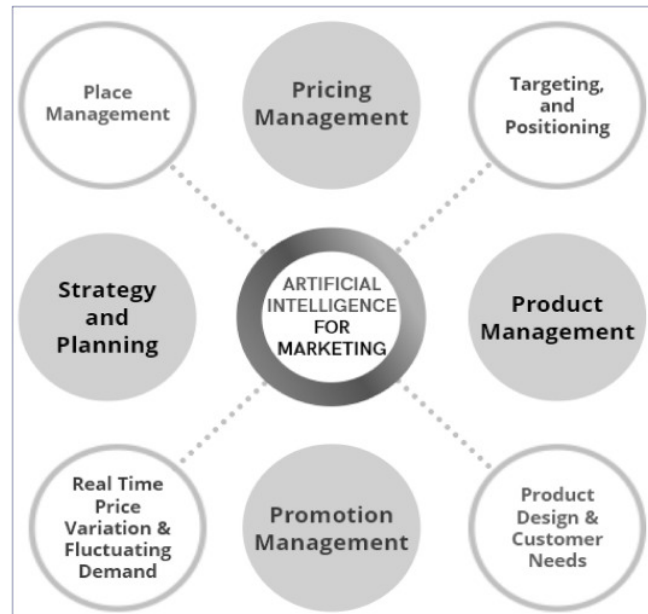 Place
Management
Pricing
Management
Targeting,
and
Positioning
Strategy
and
Planning
ARTIFICIAL
INTELLIGENCE
FOR
MARKETING
Product
Management
Real Time
Price
Variation &
Fluctuating
Demand
Promotion
Management
Product
Design &
Customer
Needs